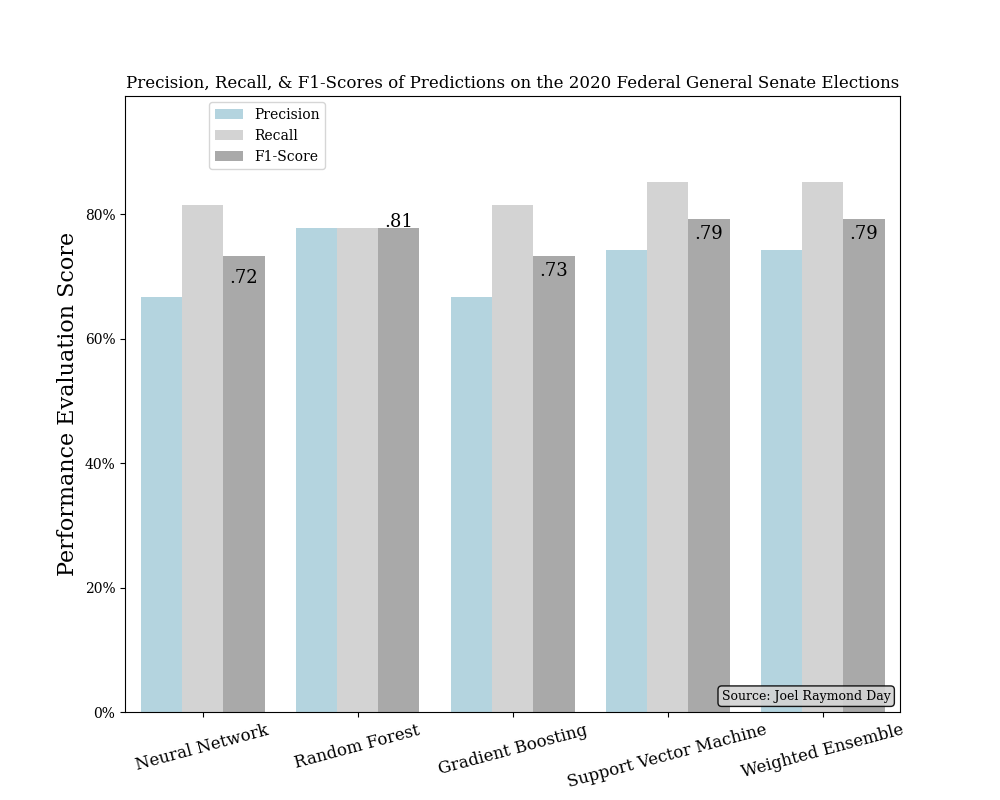 Precision, Recall, & F1-Scores of Predictions on the 2020 Federal General Senate Elections
Precision
Recall
F1-Score
Performance Evaluation Score
80%
60%
40%
20%
0%
.72
.81
.73
.79
.79
Source: Joel Raymond Day
Neural Network
Random Forest
Gradient Boosting
Support Vector Machine
Weighted Ensemble